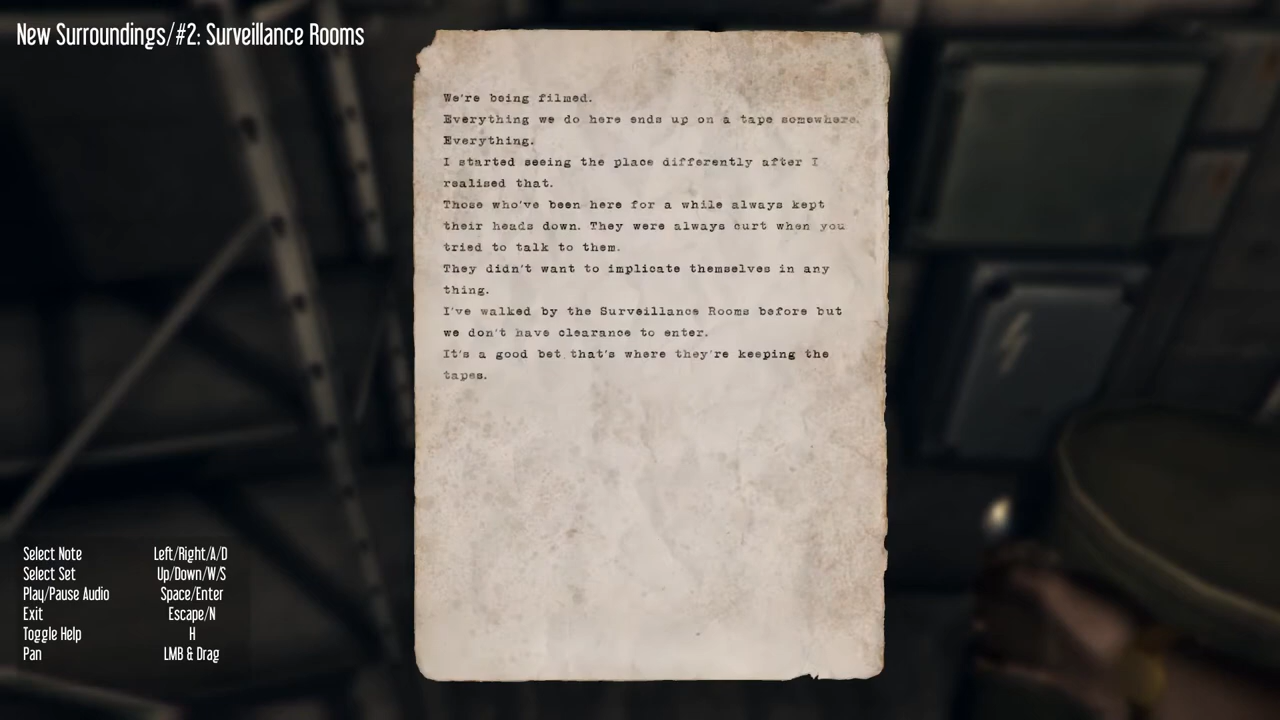 New Surroundings/#2: Surveillance Rooms
We're being filmed.
Everything we do here ends up on a tape somewhere.
Everything.
I started seeing the place differently after I
realised that.
Those who've been here for a while always kept
their heads down. They were always curt when you
tried to talk to them.
They didn't want to implicate themselves in any
thing.
I've walked by the Surveillance Rooms before but
we don't have clearance to enter.
It's a good bet that's where they're keeping the
tapes.
Select Note Left/Right/A/D
Select Set Up/Down/W/S
Play/Pause Audio Space/Enter
Exit Escape/N
Toggle Help H
Pan LMB & Drag